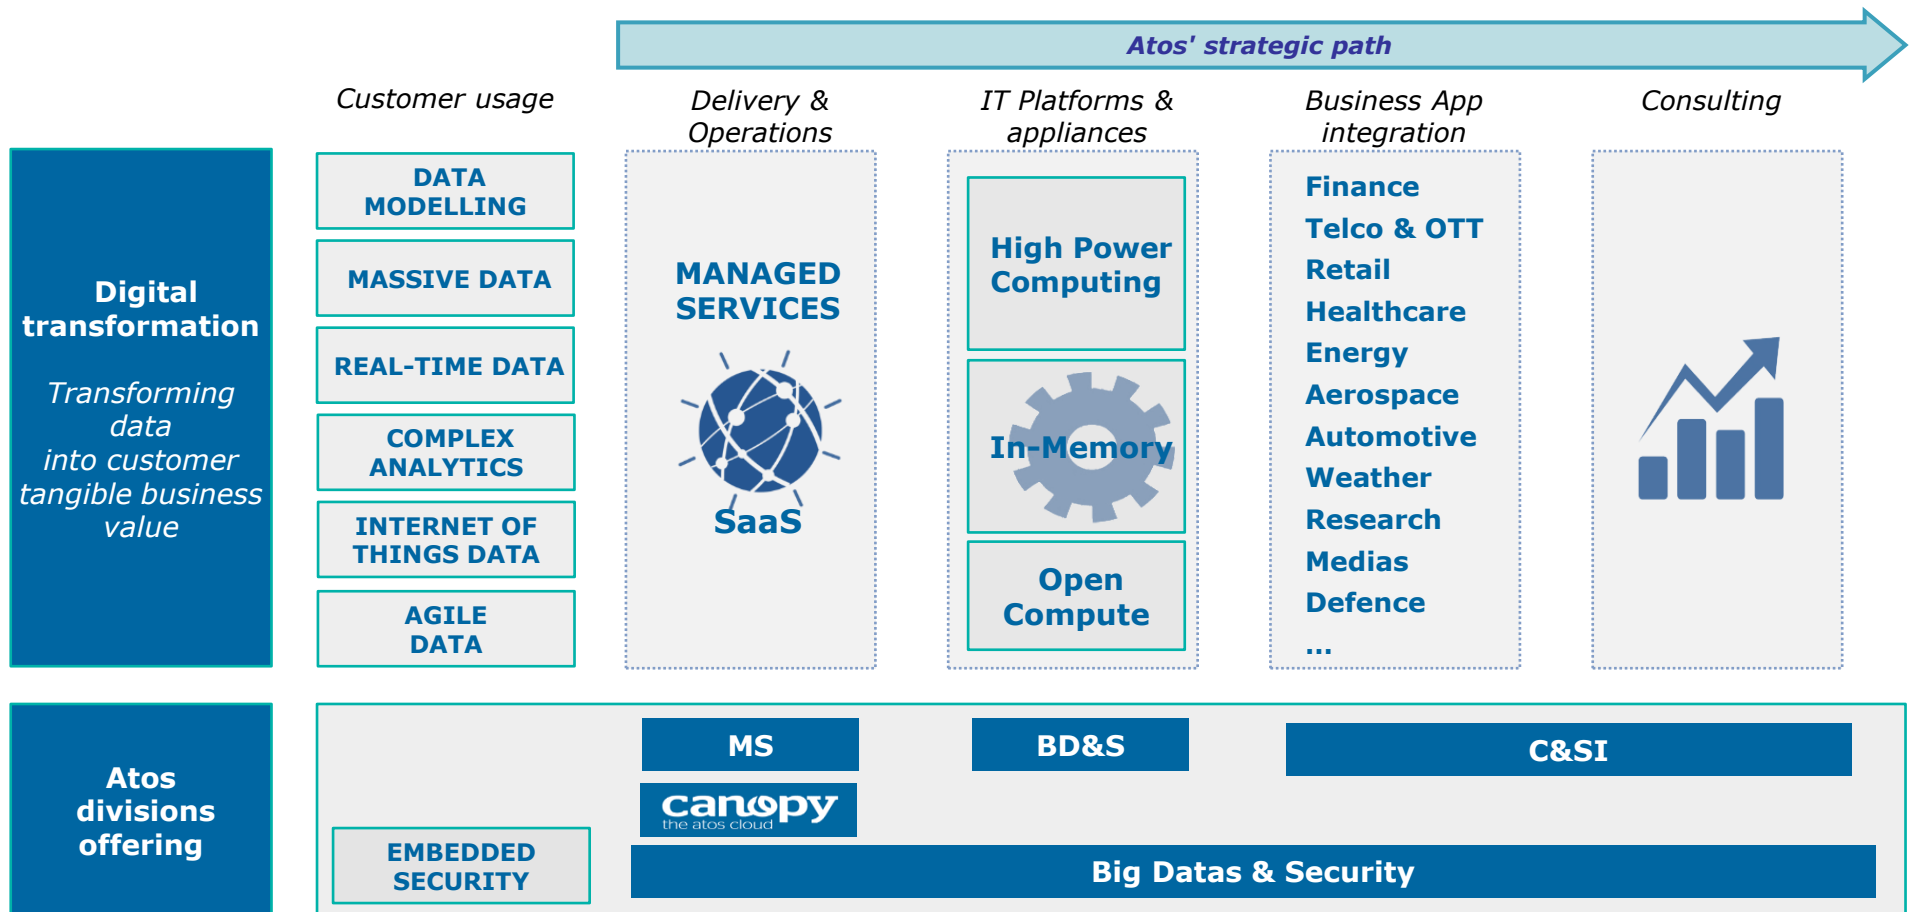 Atos' strategic path
Customer usage
Delivery &
Operations
IT Platforms &
appliances
Business App
integration
Consulting
Digital
transformation
Transforming
data
into customer
tangible business
value
DATA
MODELLING
MASSIVE DATA
REAL-TIME DATA
COMPLEX
ANALYTICS
INTERNET OF
THINGS DATA
AGILE
DATA
MANAGED
SERVICES
SaaS
High Power
Computing
In-Memory
Open
Compute
Finance
Telco & OTT
Retail
Healthcare
Energy
Aerospace
Automotive
Weather
Research
Medias
Defence
...
Atos
divisions
offering
MS
BD&S
C&SI
canopy
the atos cloud
EMBEDDED
SECURITY
Big Datas & Security